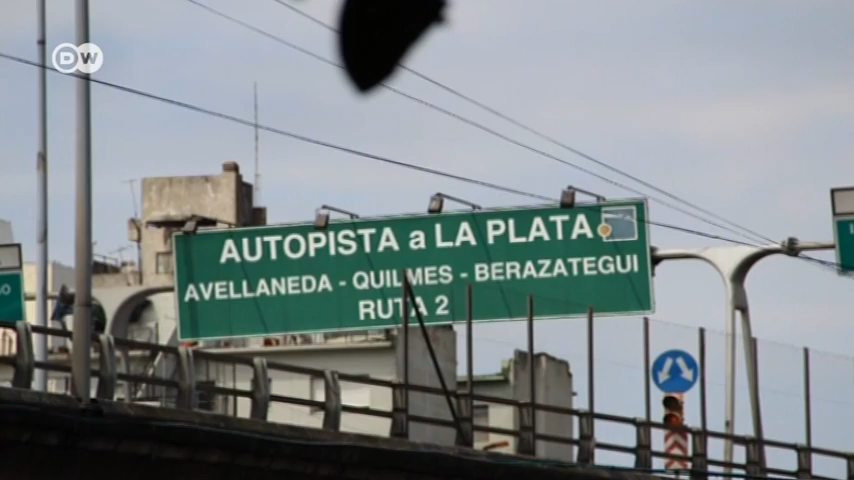 DW
AUTOPISTA a LA PLATA
AVELLANEDA - QUILMES - BERAZATEGUI
RUTA 2